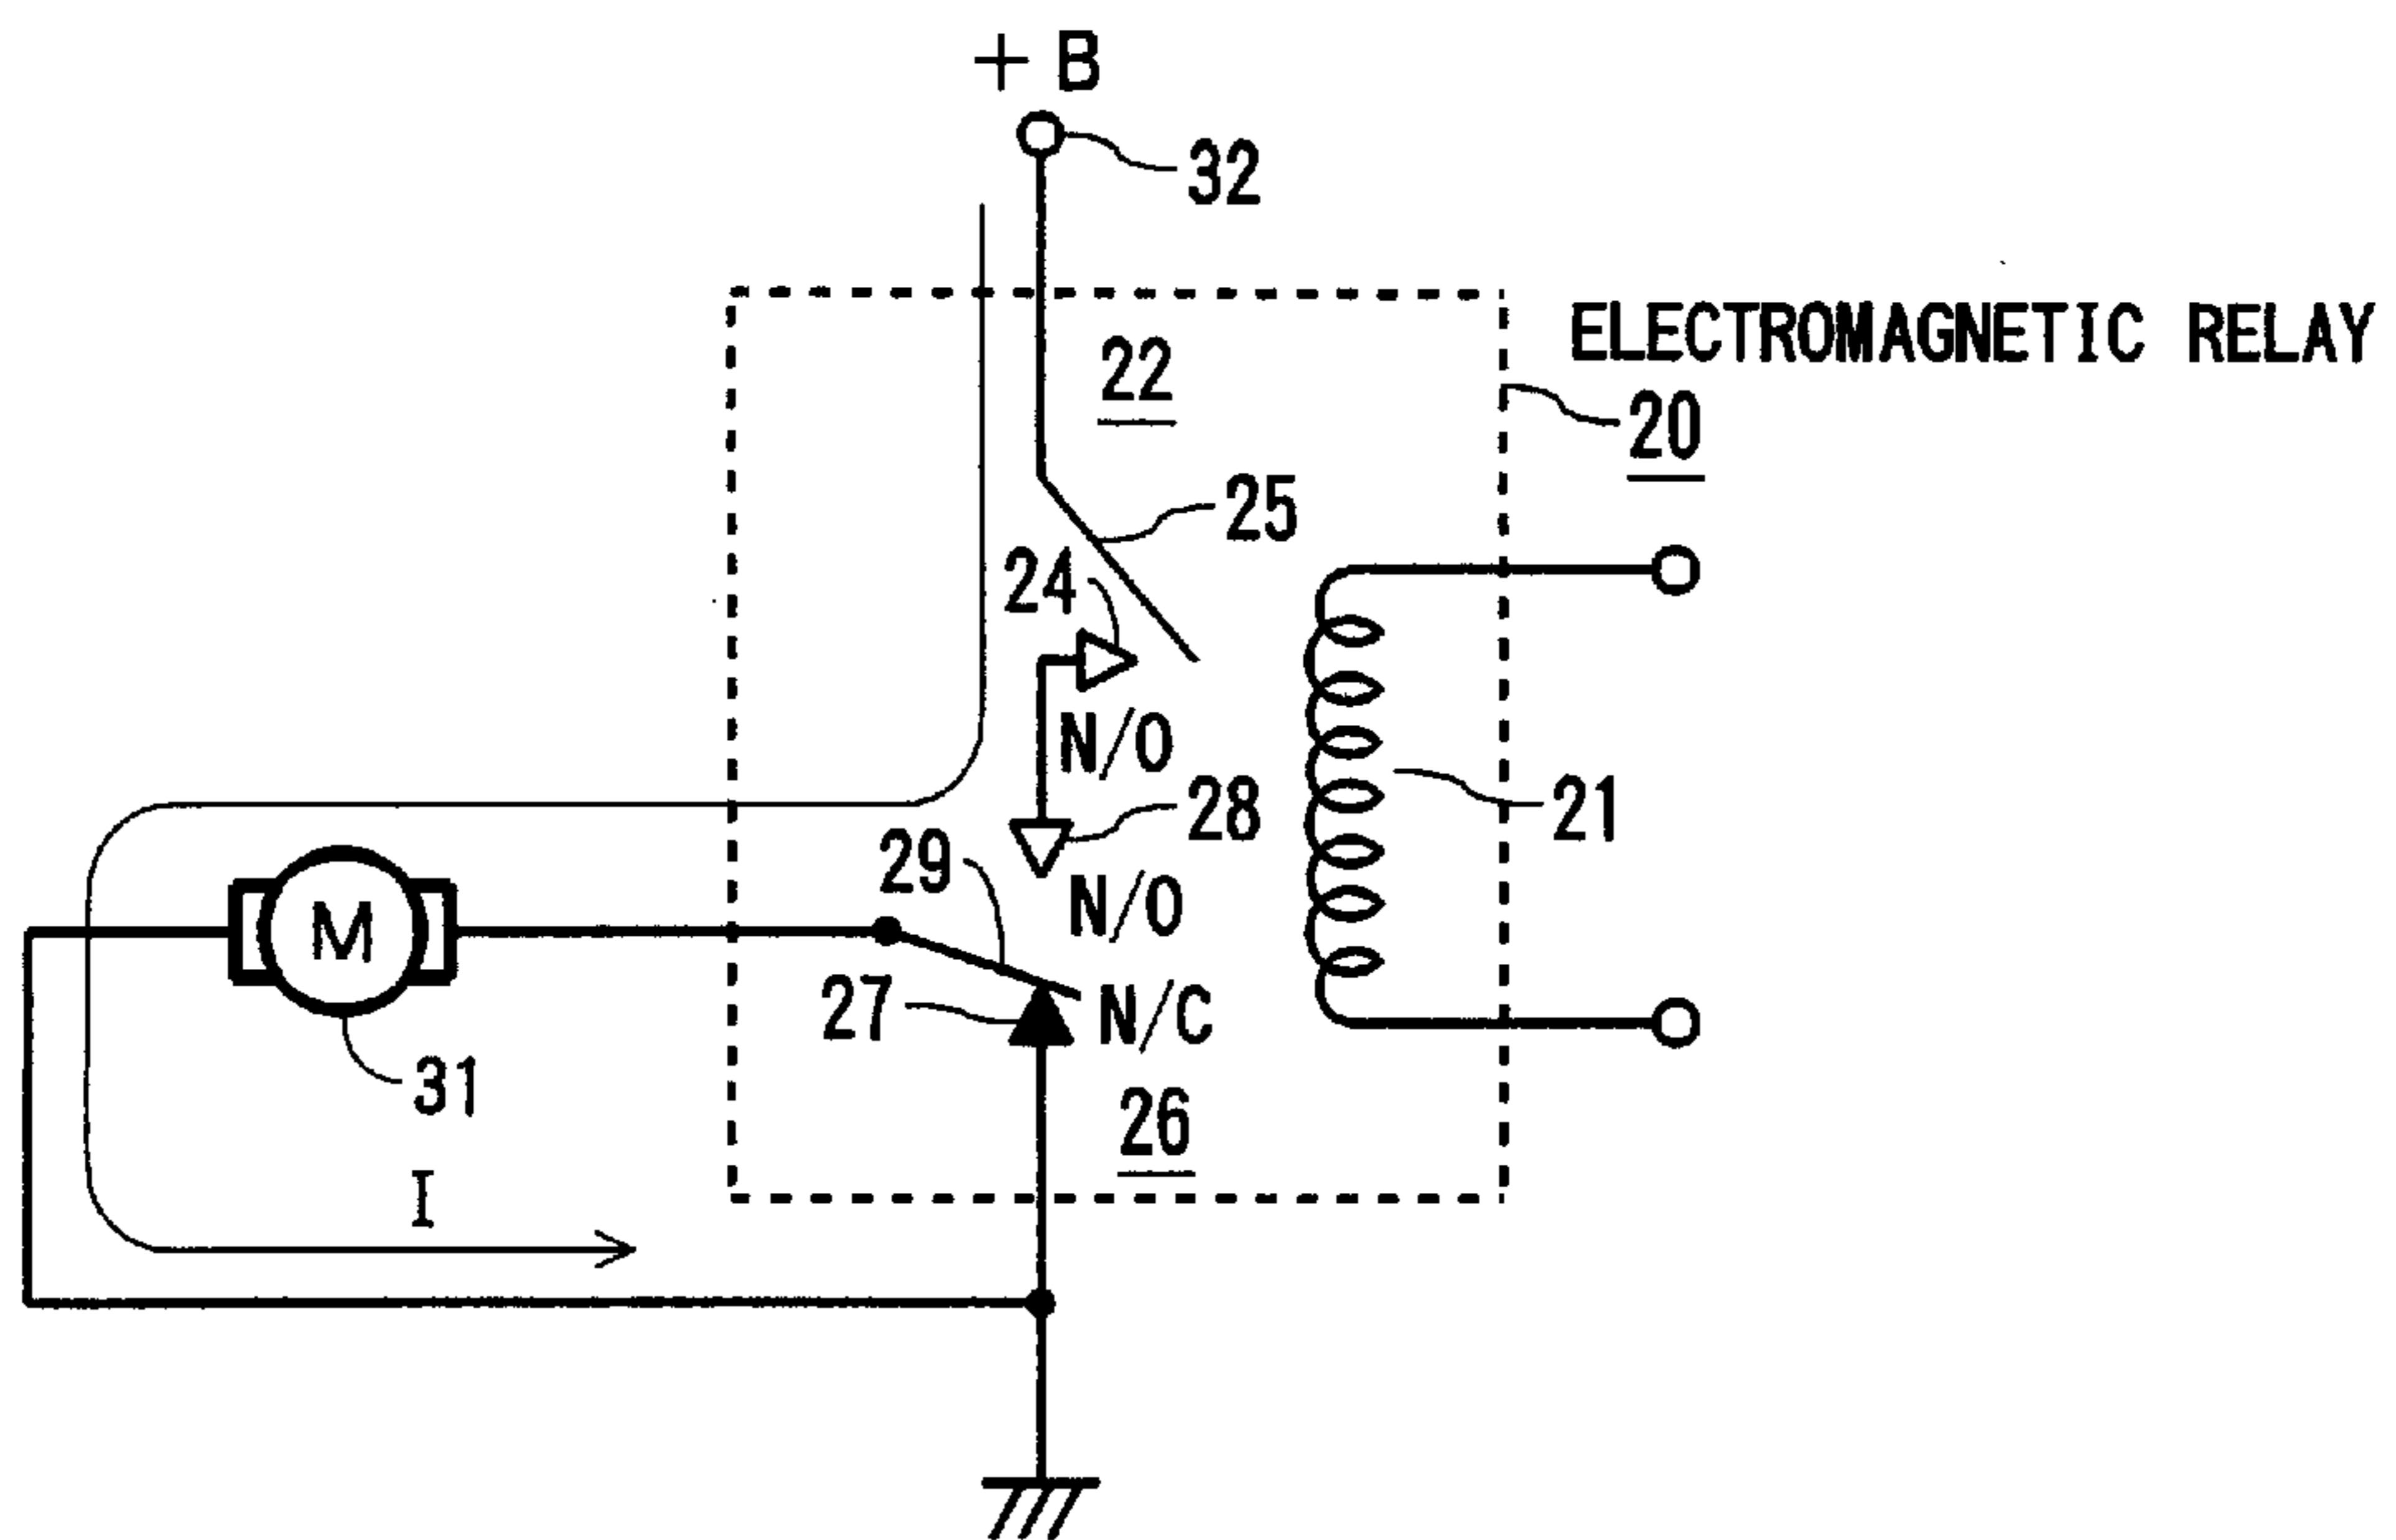 +B
32
ELECTROMAGNETIC RELAY
22
20
25
24
N/O
28
21
29
N/O
M
27
N/C
31
26
I